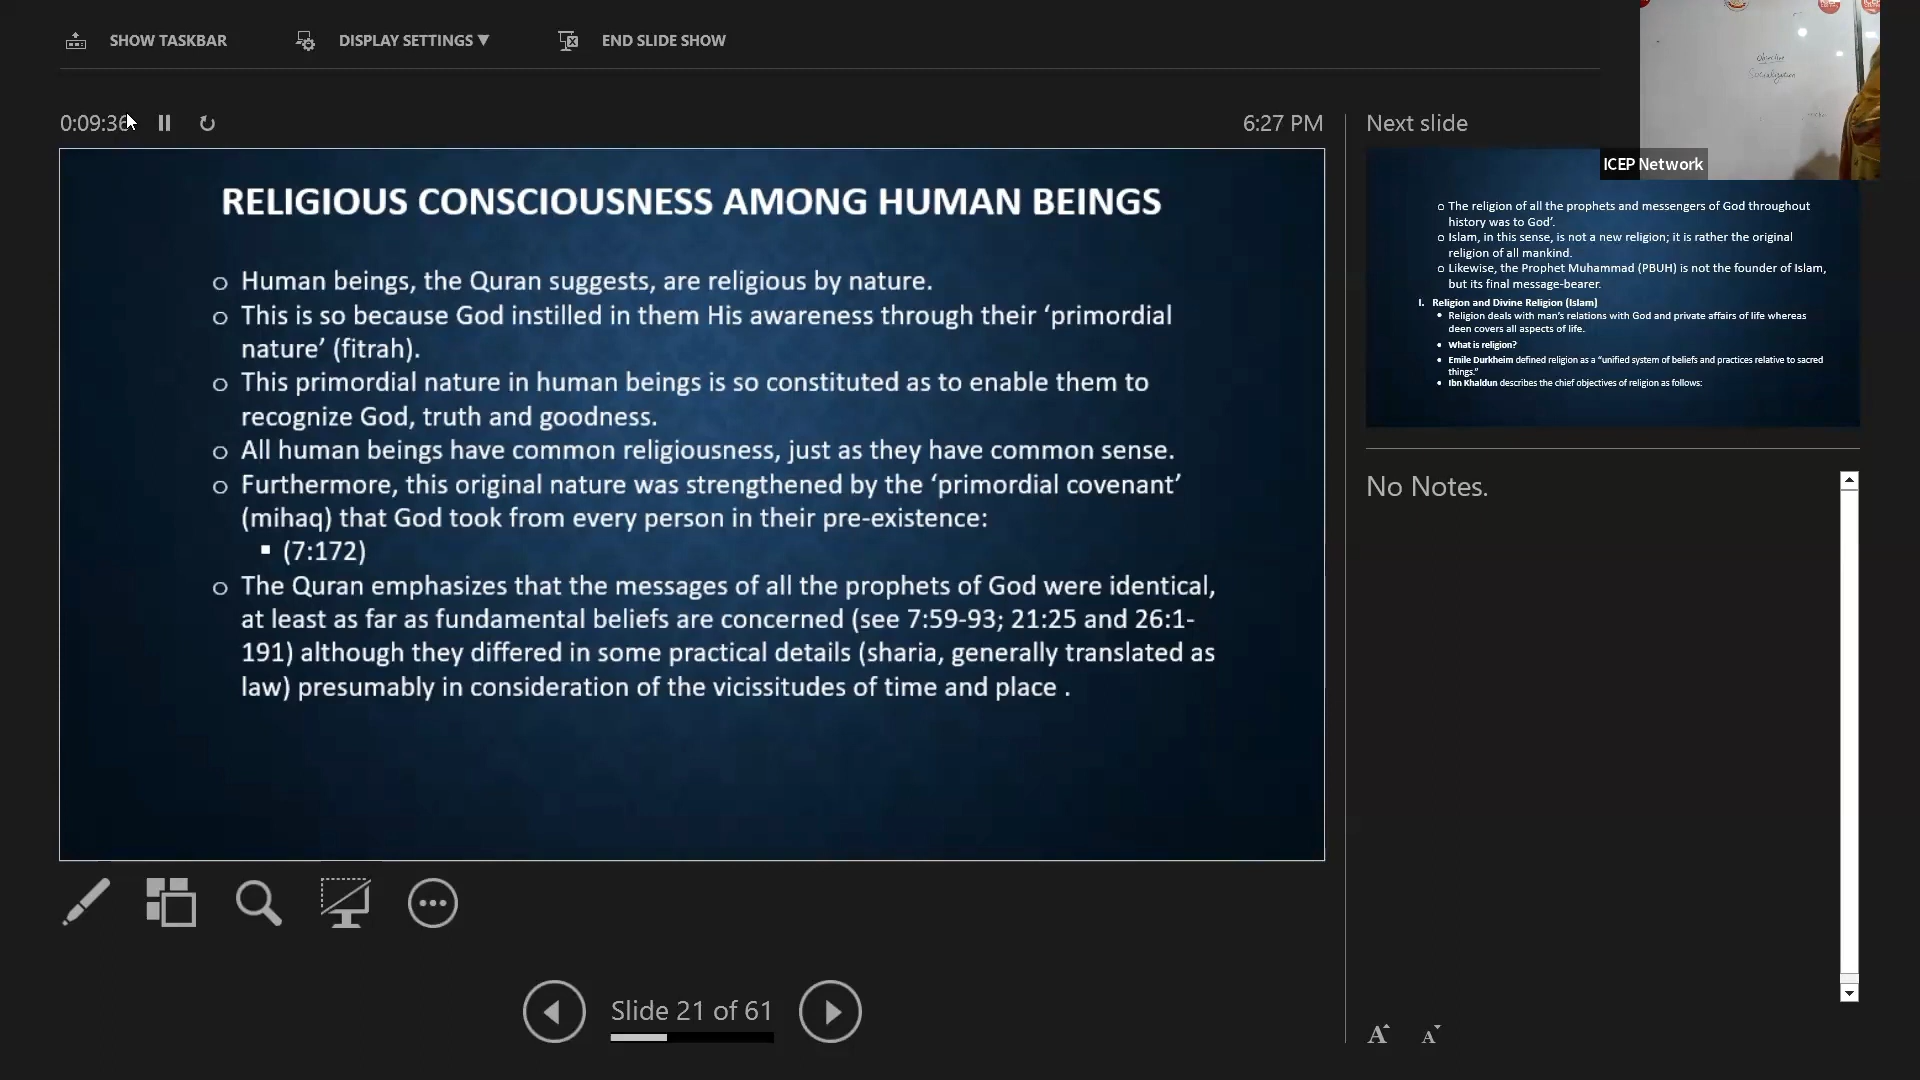 SHOW TASKBAR
DISPLAY SETTINGS ▼
END SLIDE SHOW
0:09:36
6:27 PM
Next slide
ICEP Network
RELIGIOUS CONSCIOUSNESS AMONG HUMAN BEINGS
o Human beings, the Quran suggests, are religious by nature.
o This is so because God instilled in them His awareness through their ‘primordial
nature’ (fitrah).
o This primordial nature in human beings is so constituted as to enable them to
recognize God, truth and goodness.
o All human beings have common religiousness, just as they have common sense.
o Furthermore, this original nature was strengthened by the ‘primordial covenant’
(mihaq) that God took from every person in their pre-existence:
▪ (7:172)
o The Quran emphasizes that the messages of all the prophets of God were identical,
at least as far as fundamental beliefs are concerned (see 7:59-93; 21:25 and 26:1-
191) although they differed in some practical details (sharia, generally translated as
law) presumably in consideration of the vicissitudes of time and place .
o The religion of all the prophets and messengers of God throughout
history was to God’.
o Islam, in this sense, is not a new religion; it is rather the original
religion of all mankind.
o Likewise, the Prophet Muhammad (PBUH) is not the founder of Islam,
but its final message-bearer.
I. Religion and Divine Religion (Islam)
• Religion deals with man’s relations with God and private affairs of life whereas
deen covers all aspects of life.
• What is religion?
• Emile Durkheim defined religion as a “unified system of beliefs and practices relative to sacred
things.”
• Ibn Khaldun describes the chief objectives of religion as follows:
No Notes.
Slide 21 of 61
A A